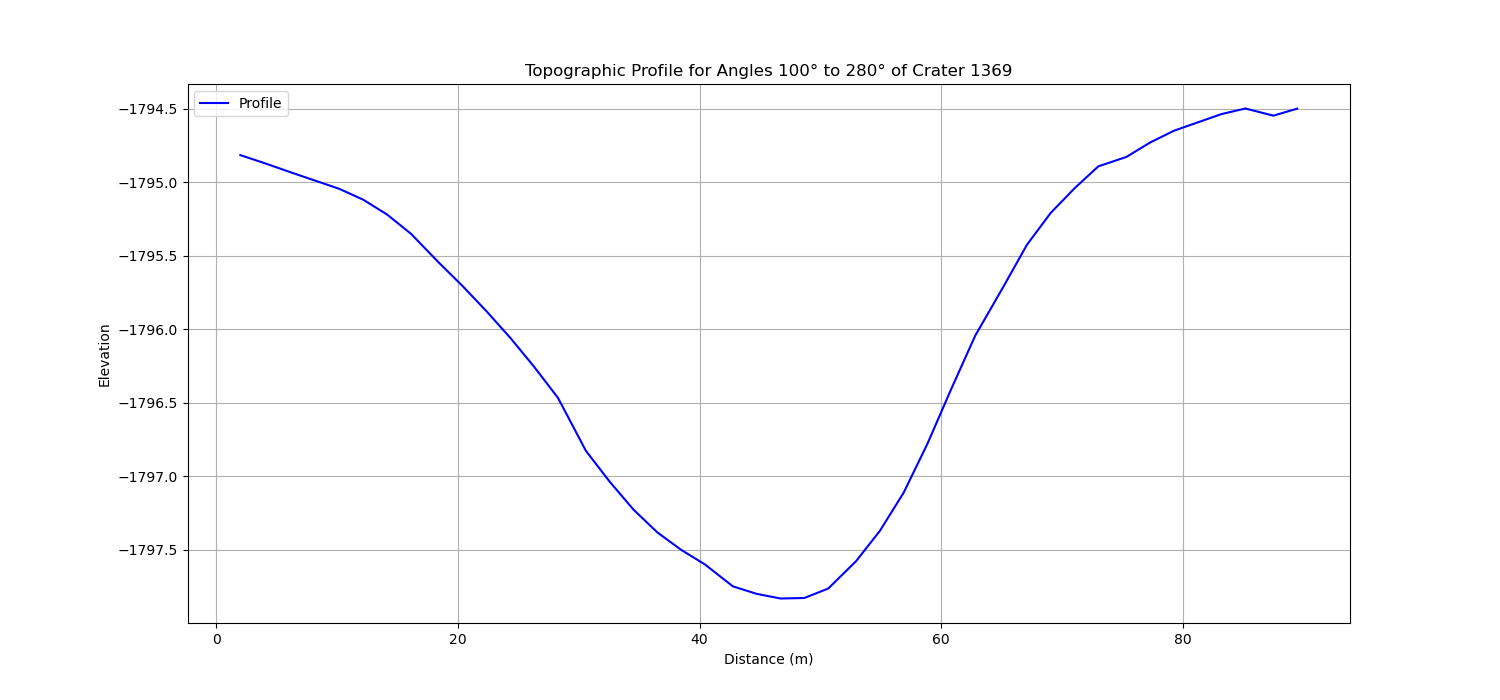 Topographic Profile for Angles 100° to 280° of Crater 1369
Profile
−1794.5
−1795.0
−1795.5
−1796.0
−1796.5
−1797.0
−1797.5
Elevation
0 20 40 60 80
Distance (m)